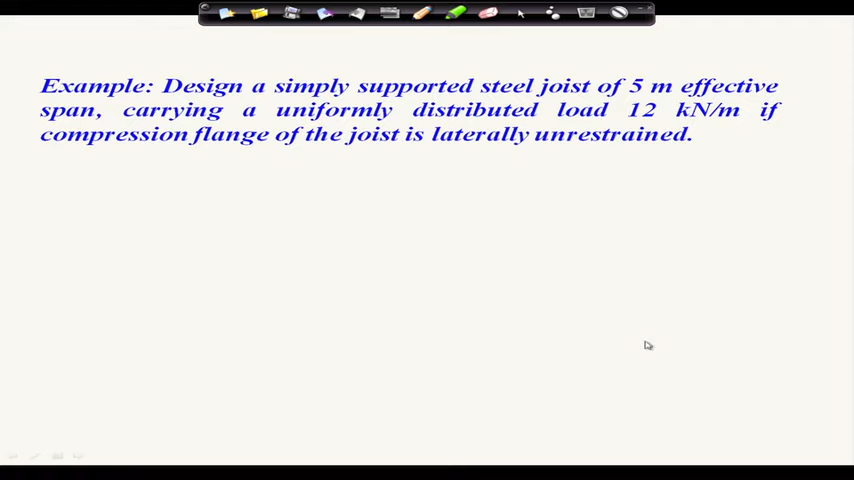 Example: Design a simply supported steel joist of 5 m effective
span, carrying a uniformly distributed load 12 kN/m if
compression flange of the joist is laterally unrestrained.